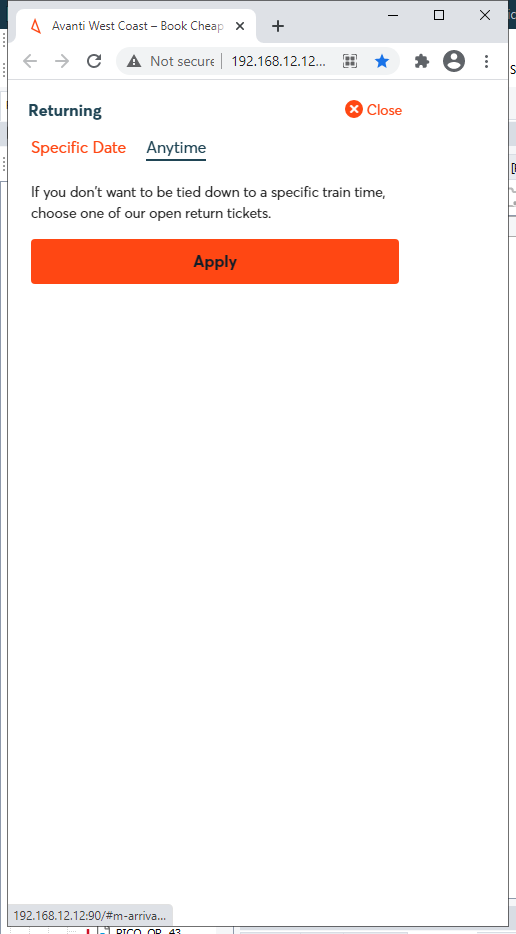 Avanti West Coast – Book Cheap
Not secure
192.168.12.12...
Returning
Close
Specific Date
Anytime
If you don't want to be tied down to a specific train time,
choose one of our open return tickets.
Apply
192.168.12.12:90/#m-arriva...